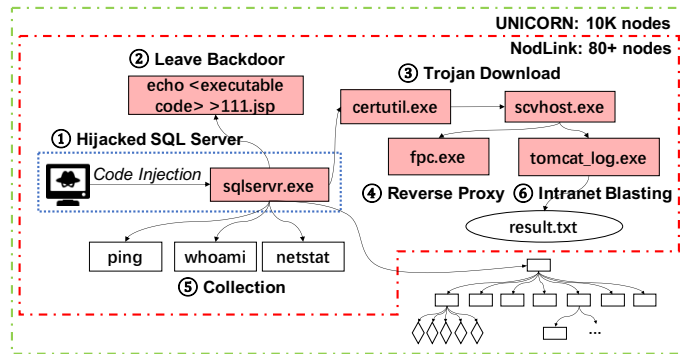 UNICORN: 10K nodes
NodLink: 80+ nodes
② Leave Backdoor
echo <executable
code> >111.jsp
③ Trojan Download
certutil.exe
scvhost.exe
① Hijacked SQL Server
Code Injection
sqlservr.exe
fpc.exe
tomcat_log.exe
④ Reverse Proxy
⑥ Intranet Blasting
result.txt
ping
whoami
netstat
⑤ Collection
...